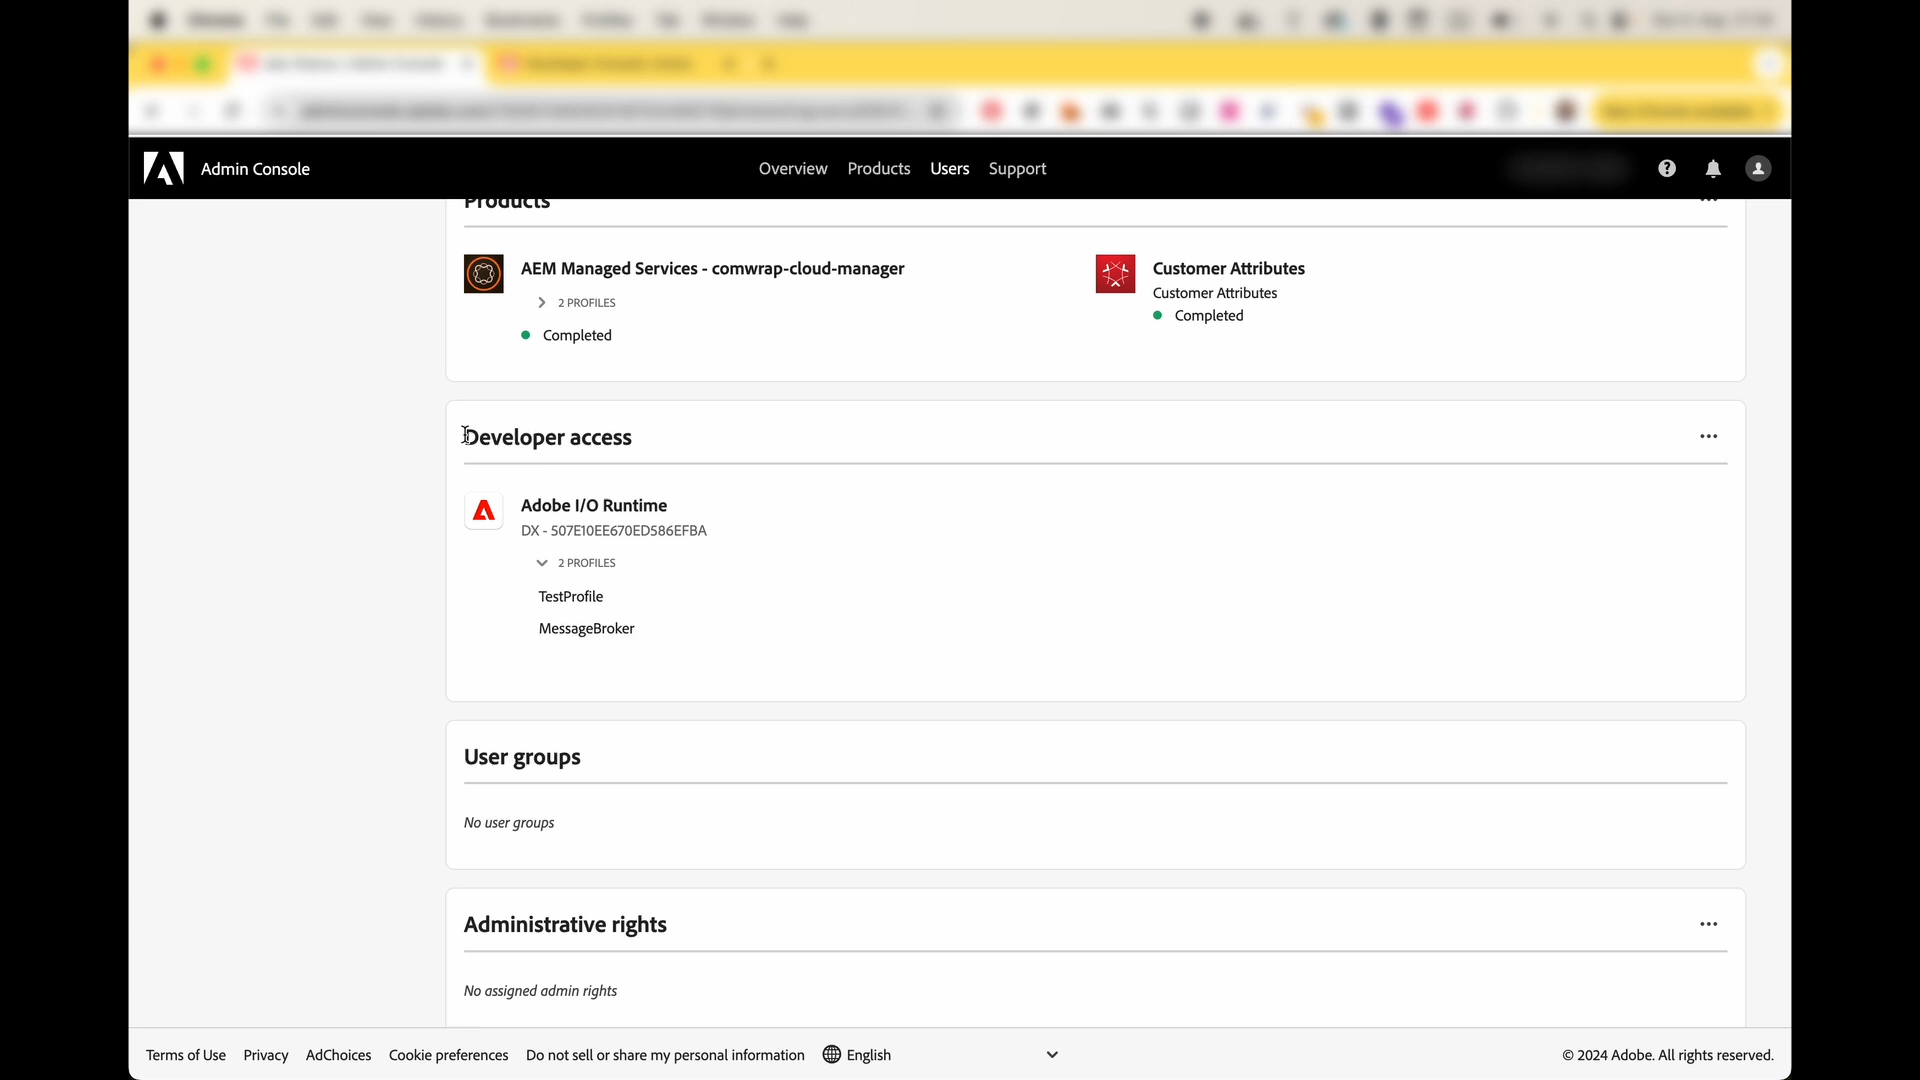 Admin Console
Overview Products Users Support
Products
AEM Managed Services - comwrap-cloud-manager
2 PROFILES
Completed
Customer Attributes
Customer Attributes
Completed
Developer access
Adobe I/O Runtime
DX - 507E10EE670ED586EFBA
2 PROFILES
TestProfile
MessageBroker
User groups
No user groups
Administrative rights
No assigned admin rights
Terms of Use Privacy AdChoices Cookie preferences Do not sell or share my personal information English
© 2024 Adobe. All rights reserved.